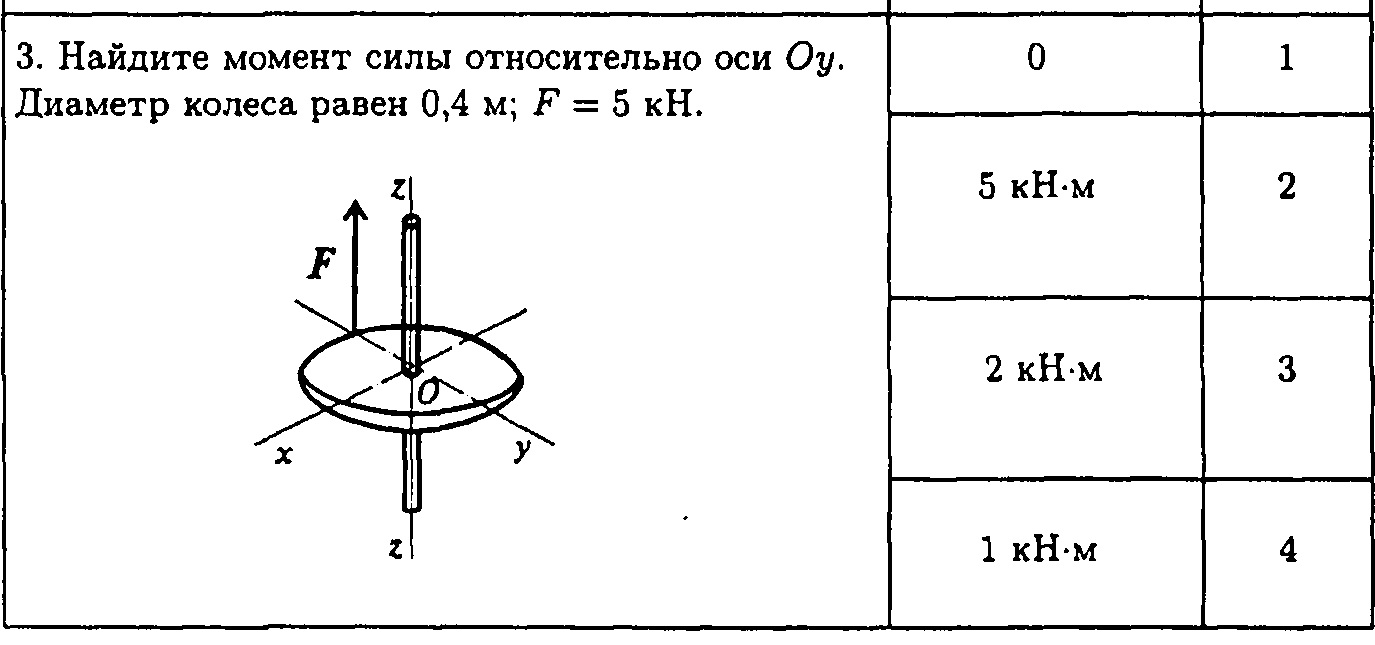 3. Найдите момент силы относительно оси Oy.
Диаметр колеса равен 0,4 м; F = 5 кН.
z
F
O
x
y
z
0
1
5 кН·м
2
2 кН·м
3
1 кН·м
4